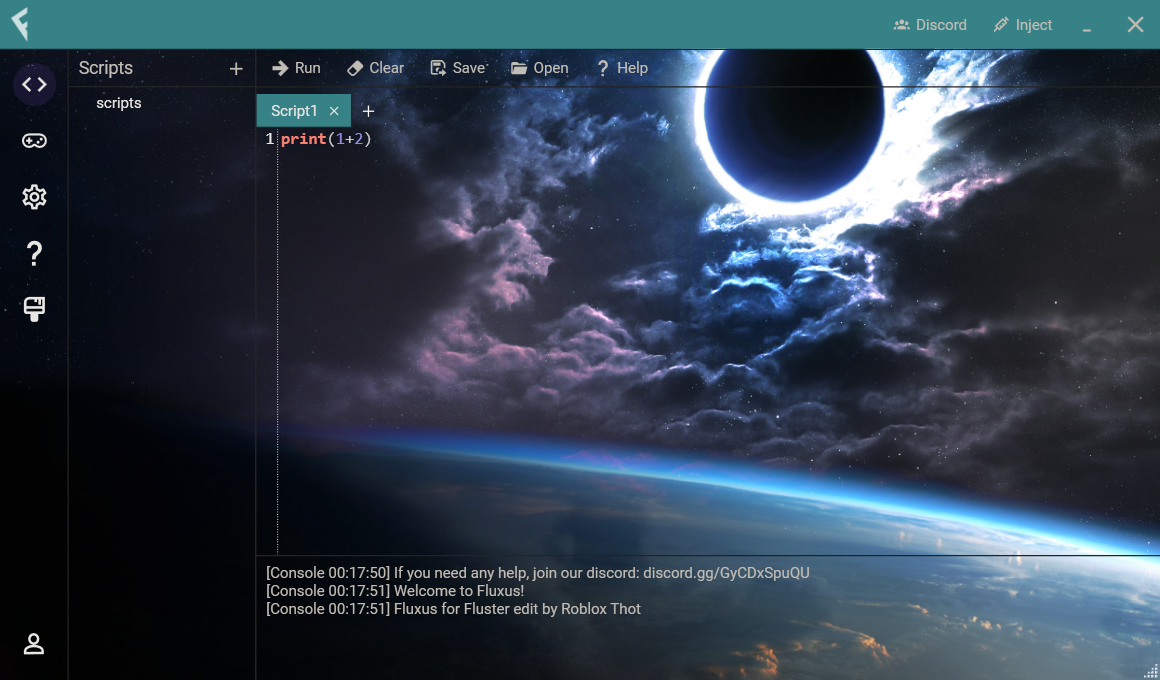 Discord Inject
Scripts
Run Clear Save Open Help
scripts
Script1
1 print(1+2)
[Console 00:17:50] If you need any help, join our discord: discord.gg/GyCDxSpuQU
[Console 00:17:51] Welcome to Fluxus!
[Console 00:17:51] Fluxus for Fluster edit by Roblox Thot